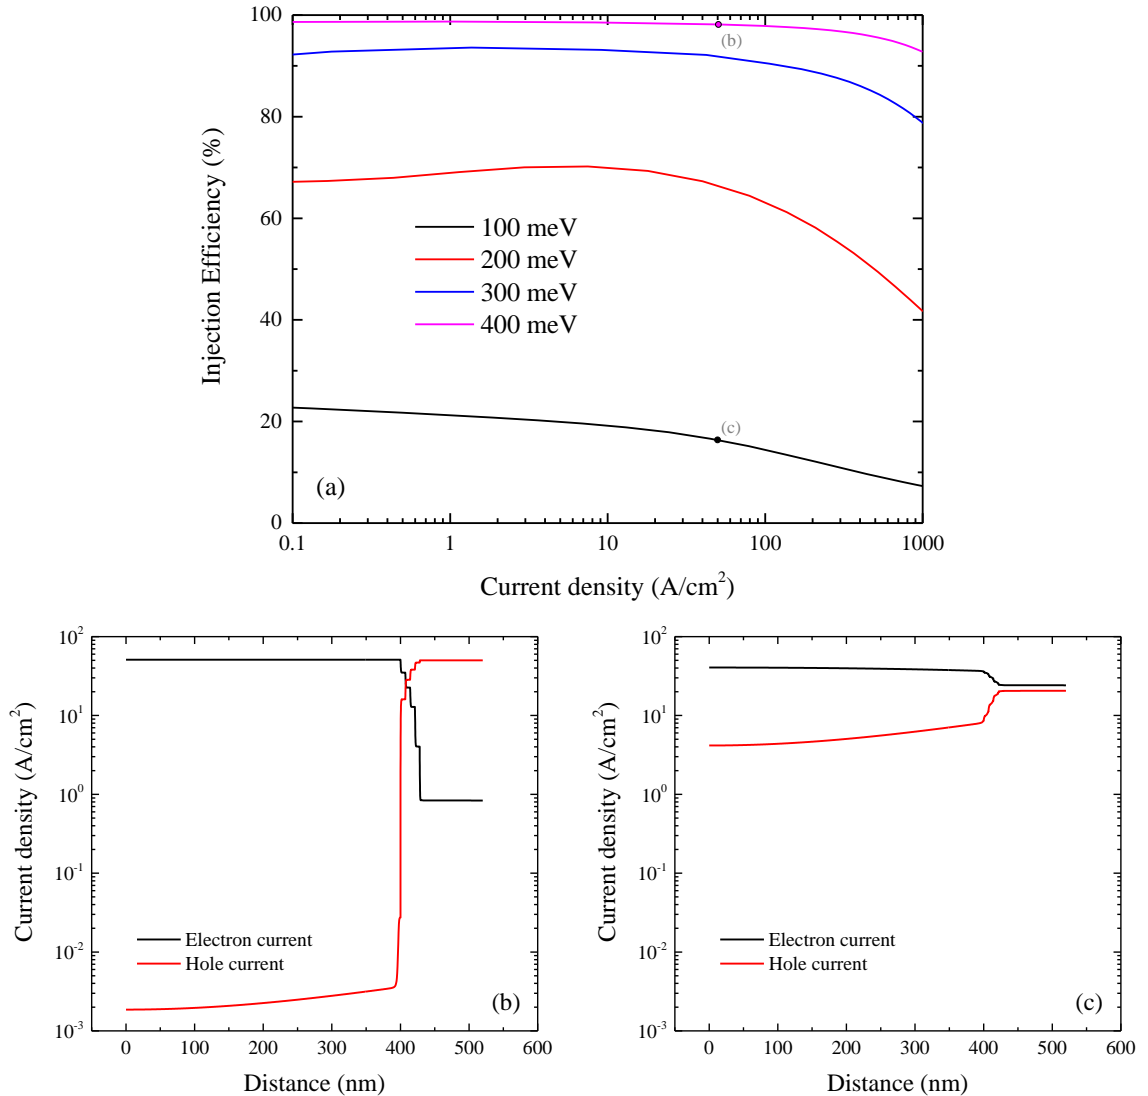 100
80
60
40
20
0
Injection Efficiency (%)
(b)
100 meV
200 meV
300 meV
400 meV
(c)
(a)
0.1 1 10 100 1000
Current density (A/cm²)
10² 10¹ 10⁰ 10⁻¹ 10⁻² 10⁻³
Current density (A/cm²)
Electron current
Hole current
(b)
0 100 200 300 400 500 600
Distance (nm)
10² 10¹ 10⁰ 10⁻¹ 10⁻² 10⁻³
Current density (A/cm²)
Electron current
Hole current
(c)
0 100 200 300 400 500 600
Distance (nm)